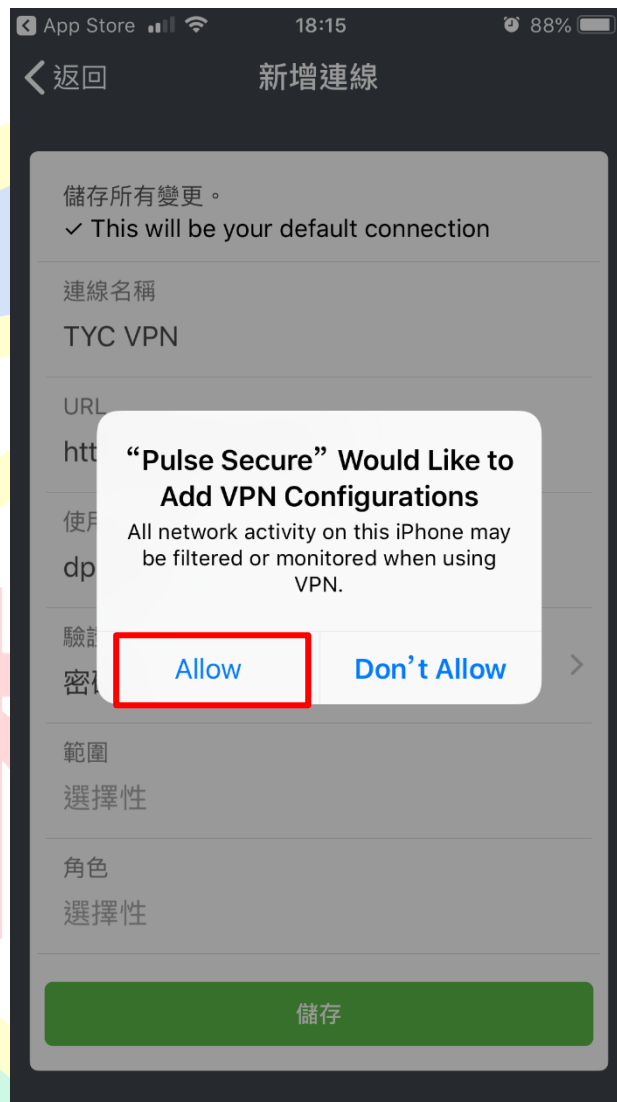 App Store 18:15 88%
返回 新增連線
儲存所有變更。
✓ This will be your default connection
連線名稱
TYC VPN
URL
htt
“Pulse Secure” Would Like to
Add VPN Configurations
All network activity on this iPhone may
be filtered or monitored when using
VPN.
dp
Allow Don’t Allow
範圍
選擇性
角色
選擇性
儲存